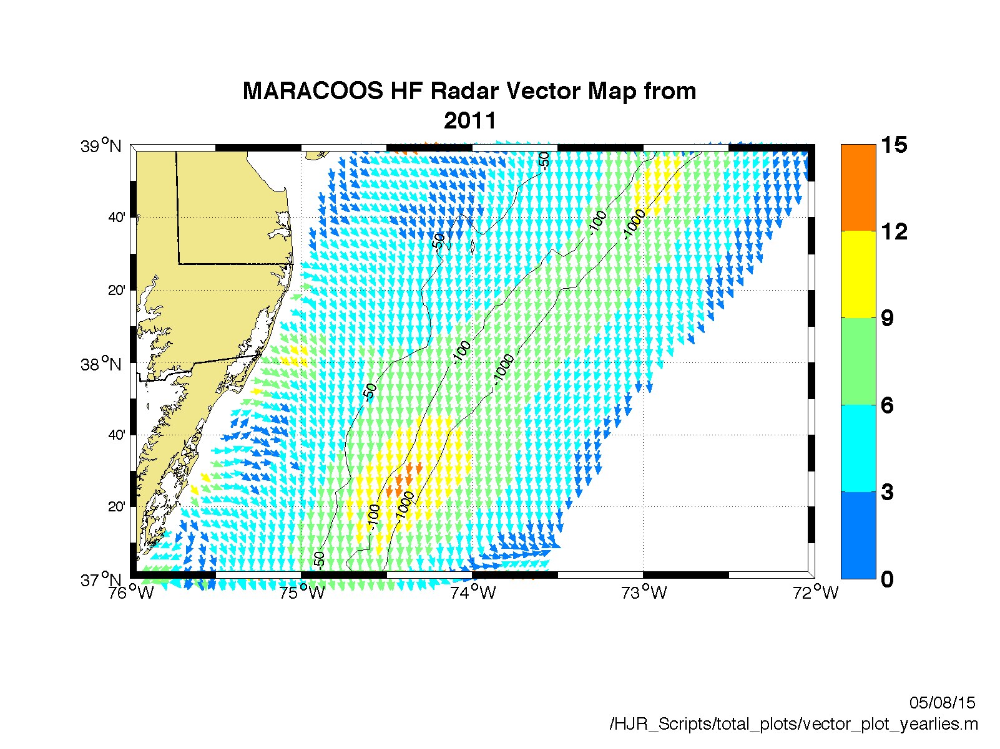 MARACOOS HF Radar Vector Map from
2011
39°N
40'
20'
38°N
40'
20'
37°N
76°W
75°W
74°W
73°W
72°W
-50
-50
-100
-1000
-100
-1000
-50
-100
-1000
-50
15
12
9
6
3
0
05/08/15
/HJR_Scripts/total_plots/vector_plot_yearlies.m